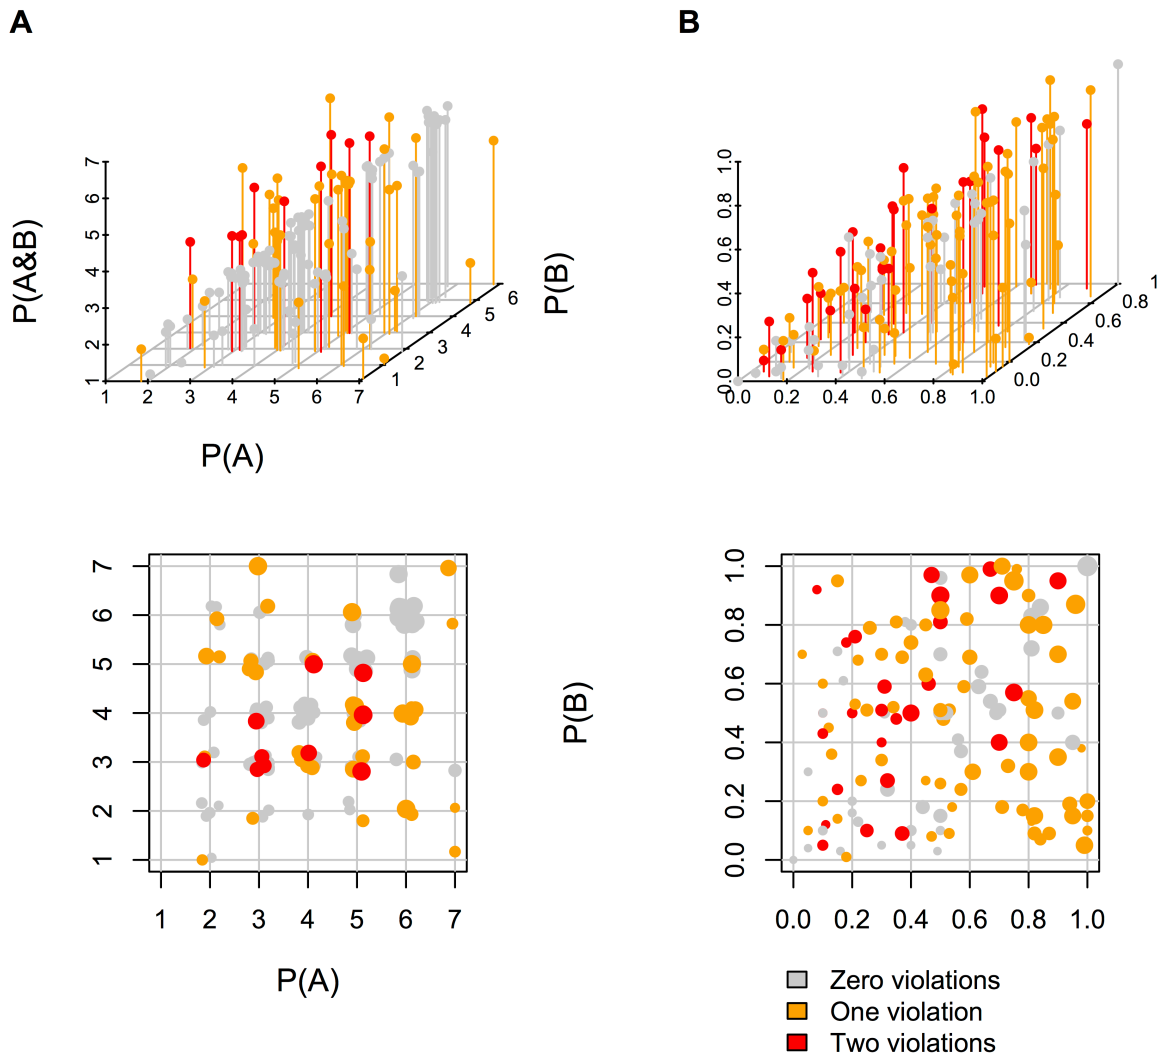 A
B
P(A&B)
7
6
5
4
3
2
1
1 2 3 4 5 6 7
1 2 3 4 5 6
P(A)
P(B)
1.0
0.8
0.6
0.4
0.2
0.0
0.0 0.2 0.4 0.6 0.8 1.0
0.0 0.2 0.4 0.6 0.8 1
7
6
5
4
3
2
1
1 2 3 4 5 6 7
P(A)
P(B)
1.0
0.8
0.6
0.4
0.2
0.0
0.0 0.2 0.4 0.6 0.8 1.0
Zero violations
One violation
Two violations